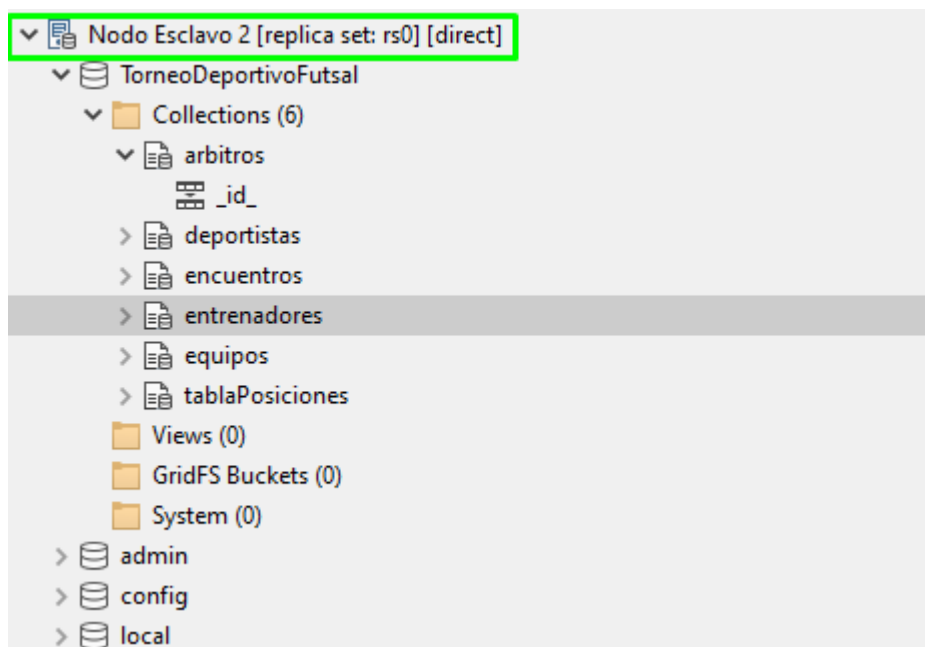 Nodo Esclavo 2 [replica set: rs0] [direct]
TorneoDeportivoFutsal
Collections (6)
arbitros
_id_
deportistas
encuentros
entrenadores
equipos
tablaPosiciones
Views (0)
GridFS Buckets (0)
System (0)
admin
config
local